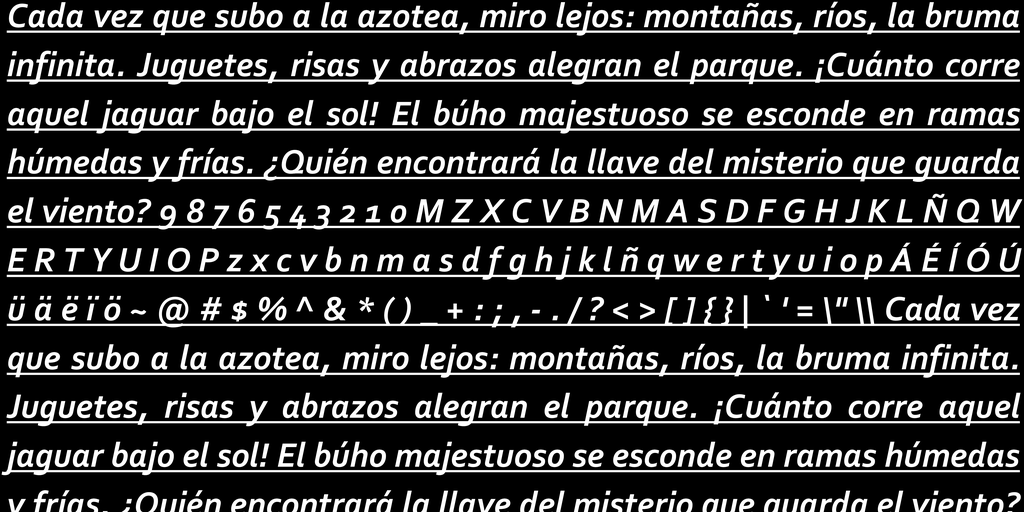 Cada vez que subo a la azotea, miro lejos: montañas, ríos, la bruma
infinita. Juguetes, risas y abrazos alegran el parque. ¡Cuánto corre
aquel jaguar bajo el sol! El búho majestuoso se esconde en ramas
húmedas y frías. ¿Quién encontrará la llave del misterio que guarda
el viento? 9 8 7 6 5 4 3 2 1 0 M Z X C V B N M A S D F G H J K L Ñ Q W
E R T Y U I O P z x c v b n m a s d f g h j k l ñ q w e r t y u i o p Á É Í Ó Ú
ü ä ë ï ö ~ @ # $ % ^ & * ( ) _ + : ; , - . / ? < > [ ] { } | ` ' = \" \\ Cada vez
que subo a la azotea, miro lejos: montañas, ríos, la bruma infinita.
Juguetes, risas y abrazos alegran el parque. ¡Cuánto corre aquel
jaguar bajo el sol! El búho majestuoso se esconde en ramas húmedas
y frías. ¿Quién encontrará la llave del misterio que guarda el viento?